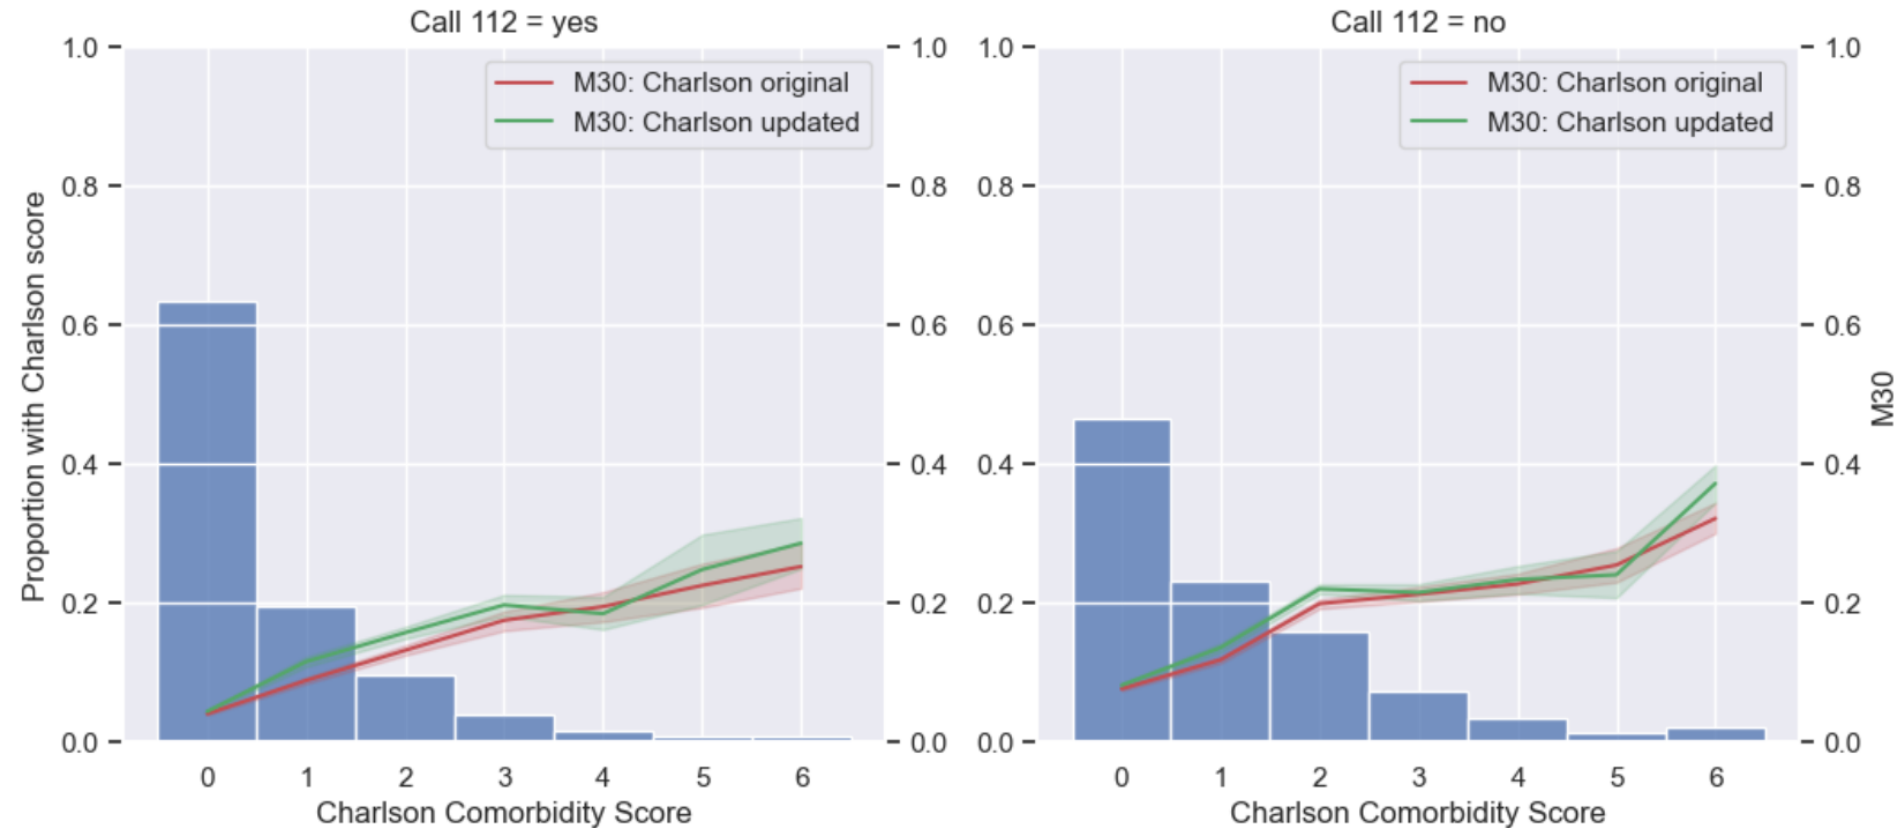 Call 112 = yes
1.0
0.8
0.6
0.4
0.2
0.0
Proportion with Charlson score
M30: Charlson original
M30: Charlson updated
1.0
0.8
0.6
0.4
0.2
0.0
0 1 2 3 4 5 6
Charlson Comorbidity Score
Call 112 = no
1.0
0.8
0.6
0.4
0.2
0.0
M30: Charlson original
M30: Charlson updated
1.0
0.8
0.6
0.4
0.2
0.0
M30
0 1 2 3 4 5 6
Charlson Comorbidity Score